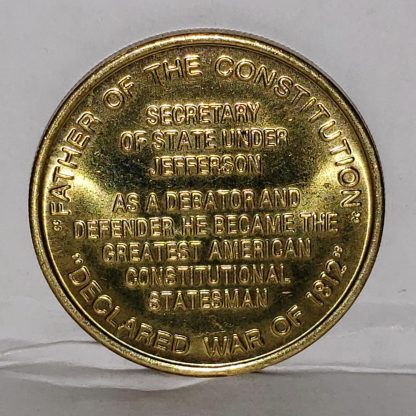 "FATHER OF THE CONSTITUTION"
SECRETARY
OF STATE UNDER
JEFFERSON
AS A DEBATOR AND
DEFENDER HE BECAME THE
GREATEST AMERICAN
CONSTITUTIONAL
STATESMAN
"DECLARED WAR OF 1812"